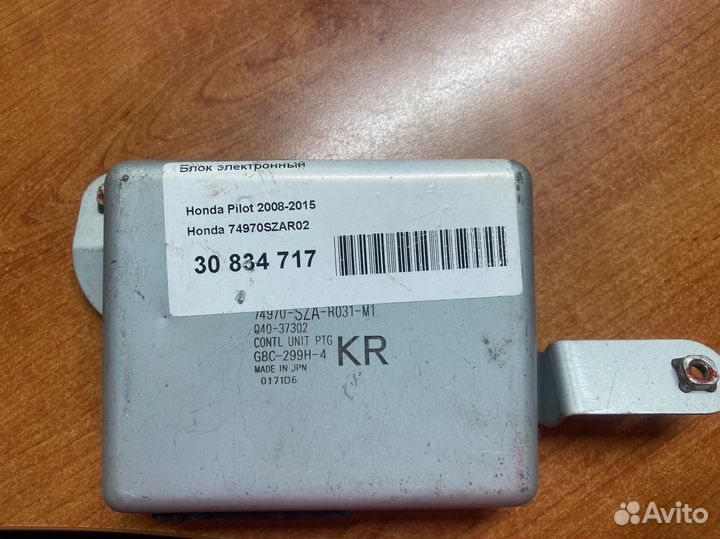 Блок электронный
Honda Pilot 2008-2015
Honda 74970SZAR02
30 834 717
74970-SZA-R031-M1
Q40-37302
CONTL UNIT PTG
G8C-299H-4
KR
MADE IN JPN
0171D6
Avito